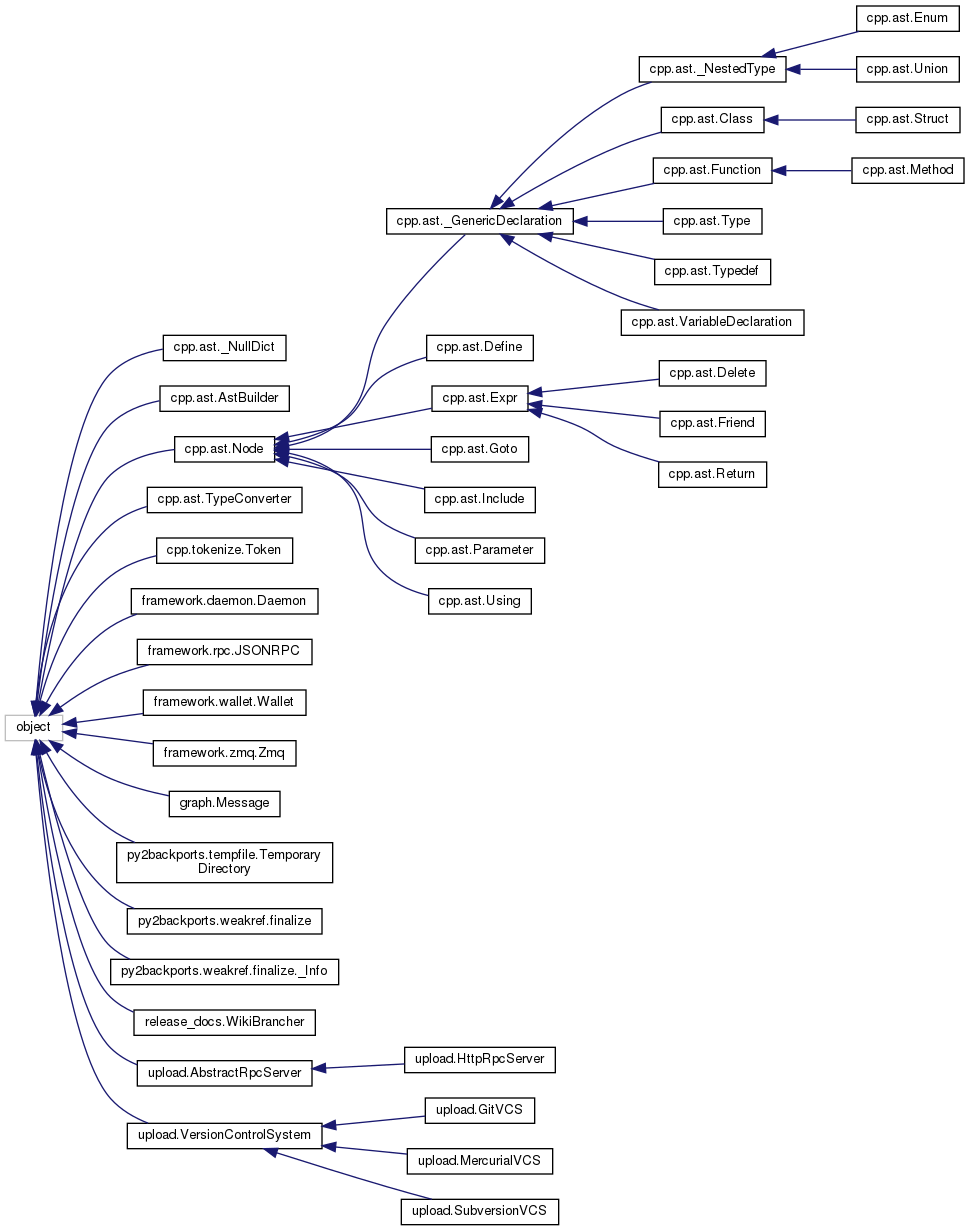 cpp.ast.Enum
cpp.ast._NestedType
cpp.ast.Union
cpp.ast.Class
cpp.ast.Struct
cpp.ast.Function
cpp.ast.Method
cpp.ast._GenericDeclaration
cpp.ast.Type
cpp.ast.Typedef
cpp.ast.VariableDeclaration
cpp.ast._NullDict
cpp.ast.Define
cpp.ast.Delete
cpp.ast.AstBuilder
cpp.ast.Expr
cpp.ast.Friend
cpp.ast.Node
cpp.ast.Goto
cpp.ast.Return
cpp.ast.TypeConverter
cpp.ast.Include
cpp.tokenize.Token
cpp.ast.Parameter
framework.daemon.Daemon
cpp.ast.Using
framework.rpc.JSONRPC
framework.wallet.Wallet
object
framework.zmq.Zmq
graph.Message
py2backports.tempfile.Temporary
Directory
py2backports.weakref.finalize
py2backports.weakref.finalize._Info
release_docs.WikiBrancher
upload.AbstractRpcServer
upload.HttpRpcServer
upload.GitVCS
upload.VersionControlSystem
upload.MercurialVCS
upload.SubversionVCS